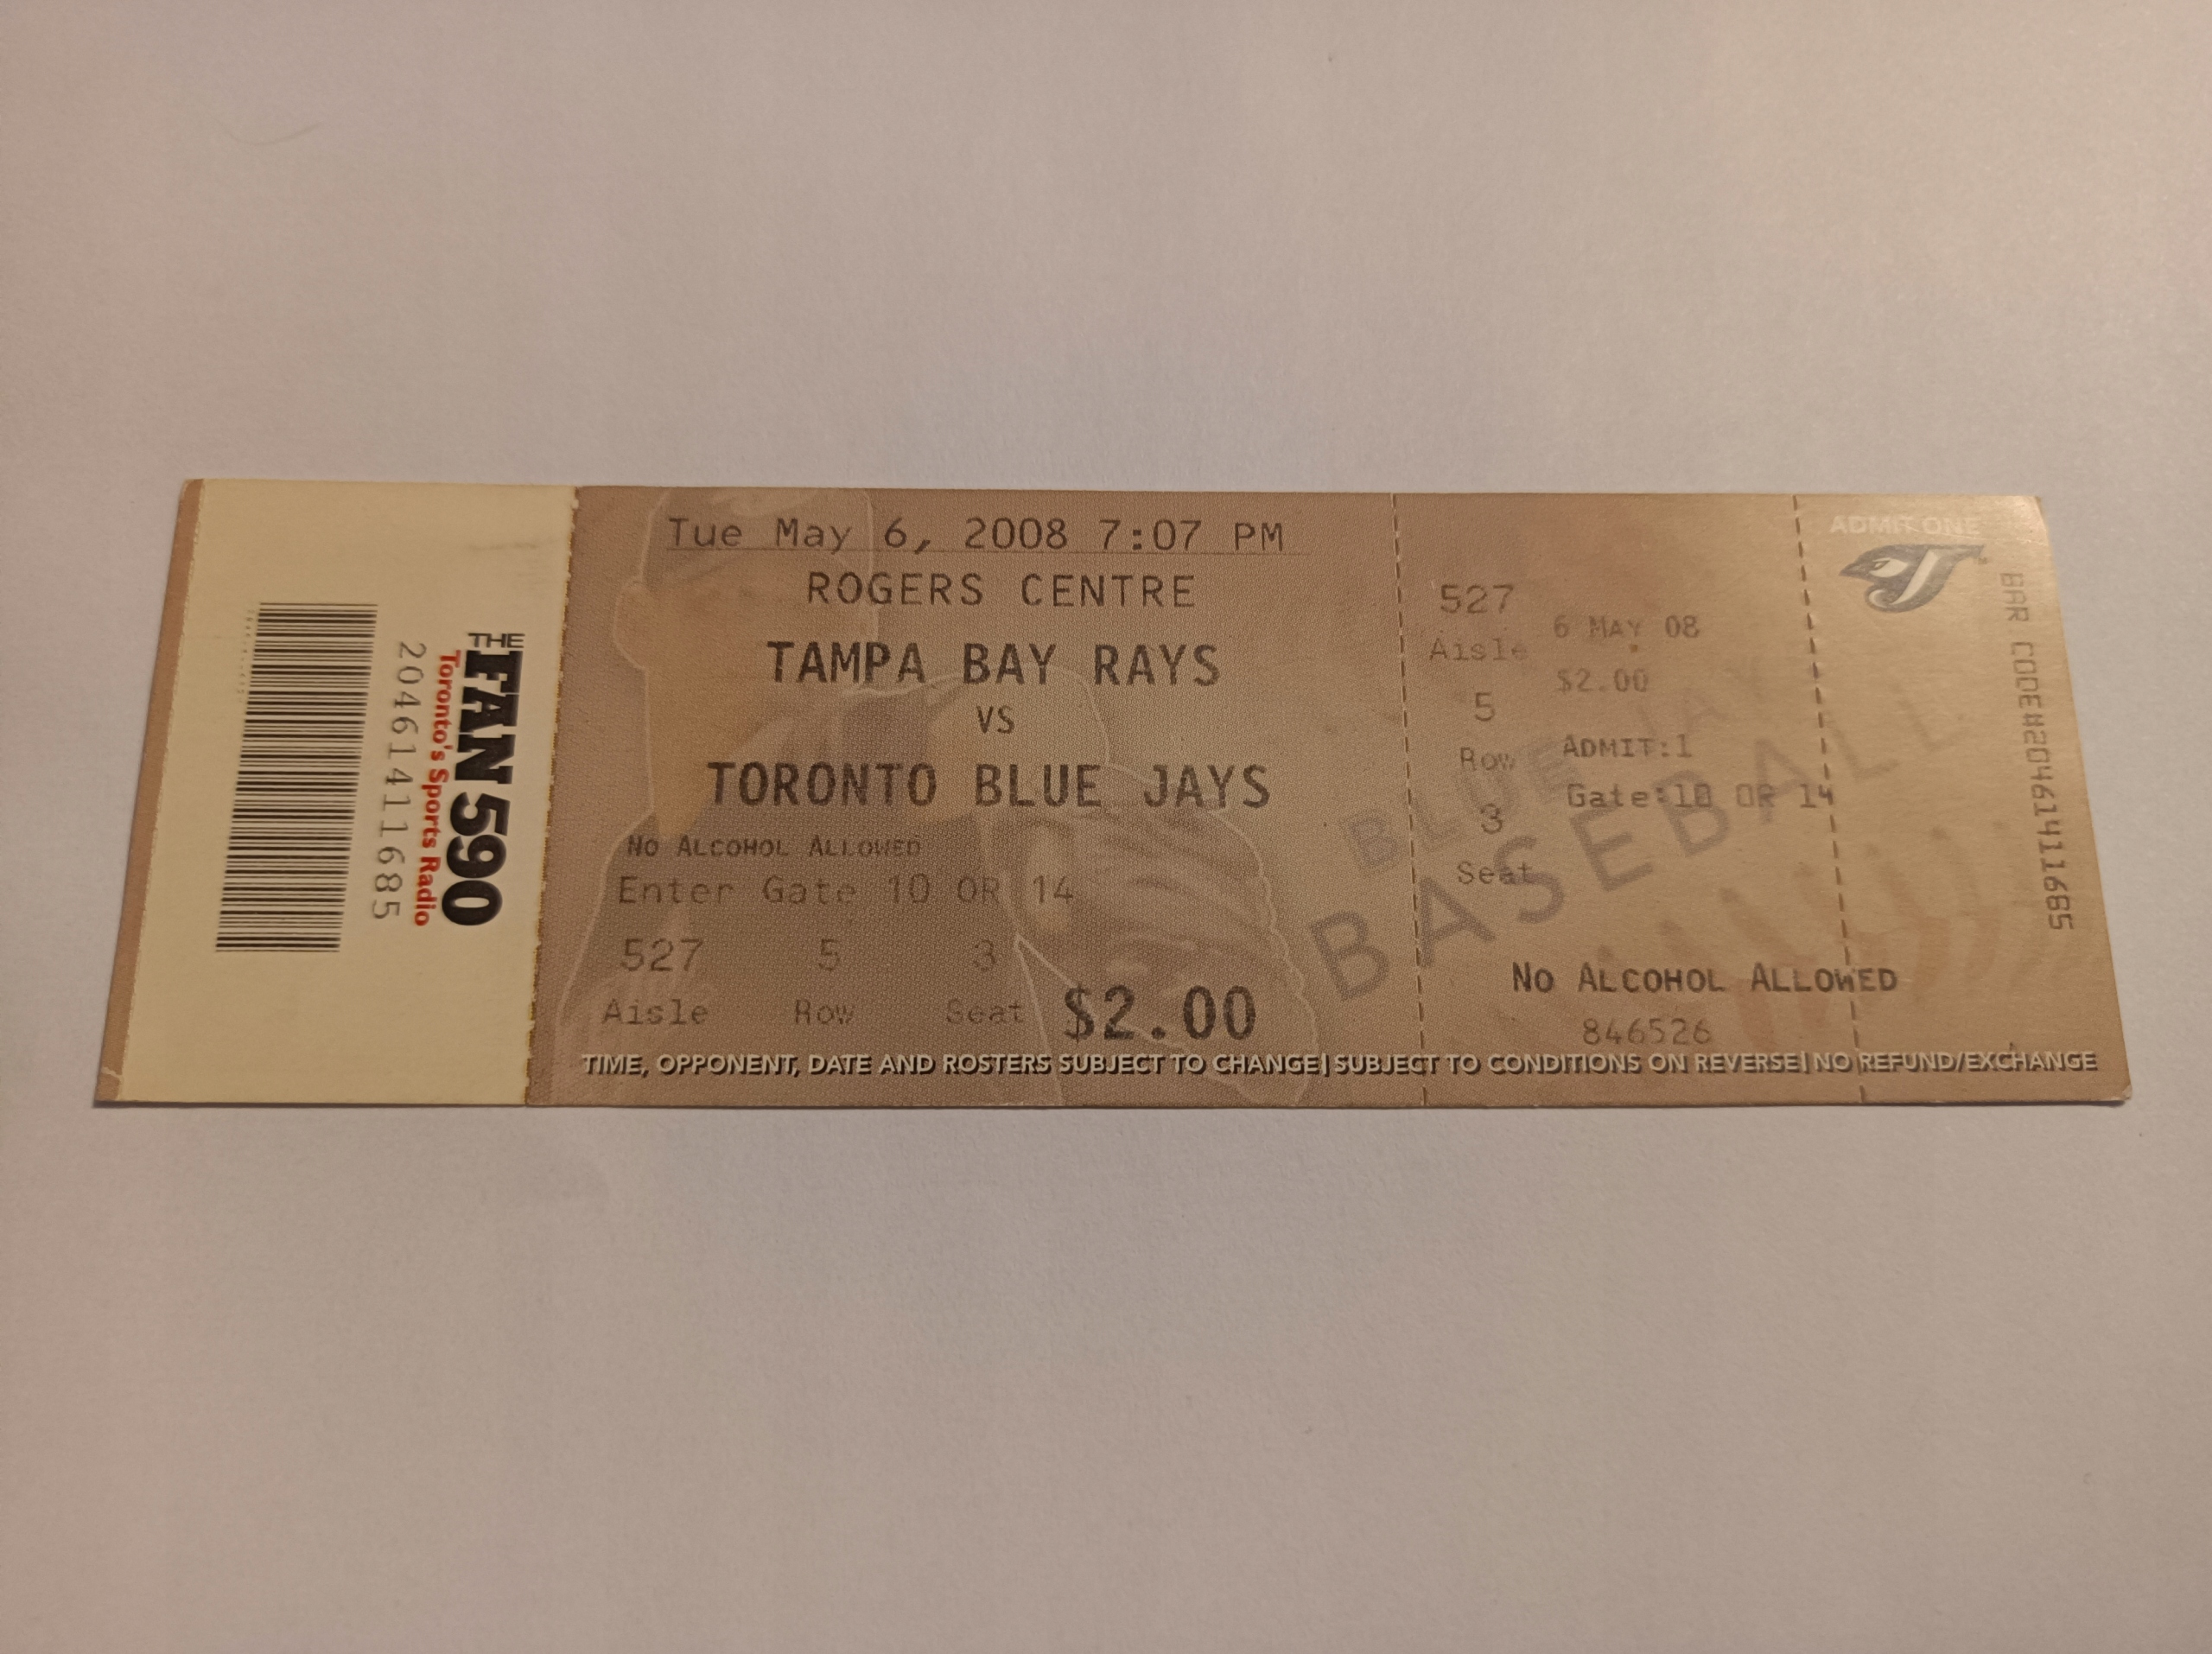 THE
FAN 590
Toronto's Sports Radio
204614111685
Tue May 6, 2008 7:07 PM
ROGERS CENTRE
TAMPA BAY RAYS
VS
TORONTO BLUE JAYS
No Alcohol Allowed
Enter Gate 10 OR 14
527 5 3
Aisle Row Seat $2.00
TIME, OPPONENT, DATE AND ROSTERS SUBJECT TO CHANGE| SUBJECT TO CONDITIONS ON REVERSE| NO REFUND/EXCHANGE
BLUE JAY
BASEBALL
527
Aisle
5
Row
3
Seat
6 May 08
$2.00
Admit:1
Gate:10 OR 14
No Alcohol Allowed
846526
ADMIT ONE
J
BAR CODE#204614111685